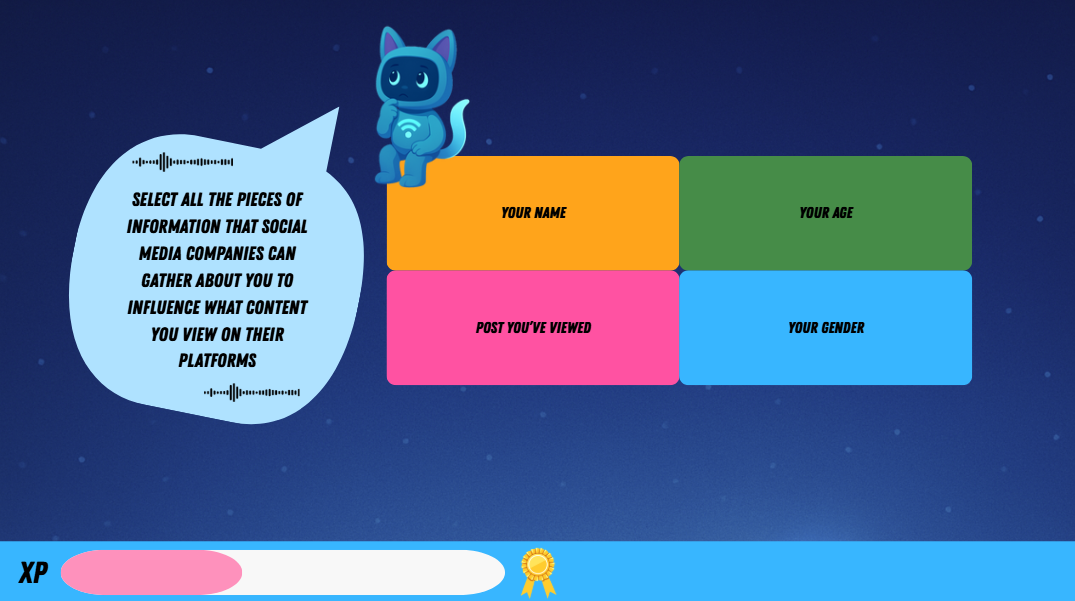 SELECT ALL THE PIECES OF
INFORMATION THAT SOCIAL
MEDIA COMPANIES CAN
GATHER ABOUT YOU TO
INFLUENCE WHAT CONTENT
YOU VIEW ON THEIR
PLATFORMS
YOUR NAME
YOUR AGE
POST YOU'VE VIEWED
YOUR GENDER
XP